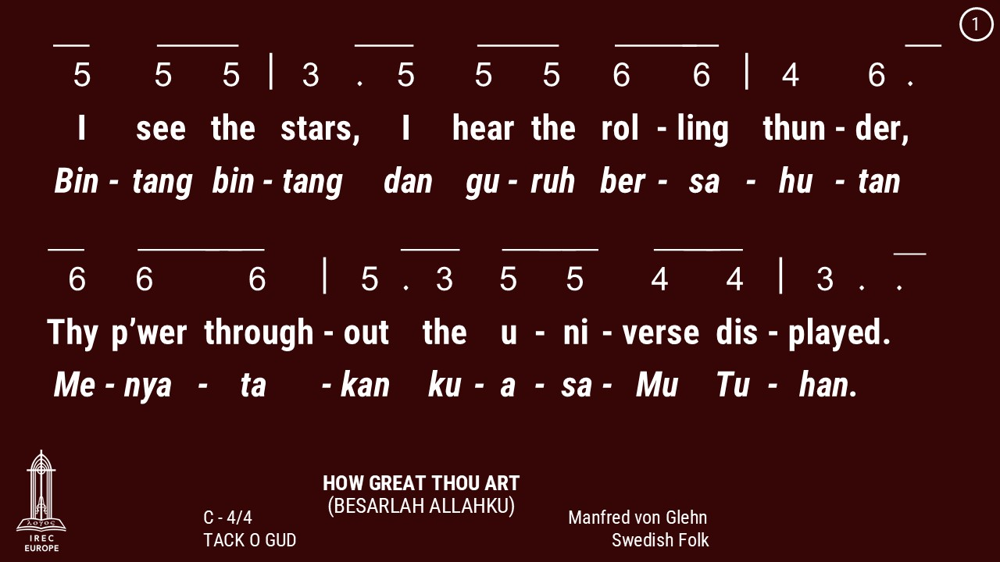 1
5 5 5 | 3 . 5 5 5 6 6 | 4 6 .
I see the stars, I hear the rol - ling thun - der,
Bin - tang bin - tang dan gu - ruh ber - sa - hu - tan
6 6 6 | 5 . 3 5 5 4 4 | 3 . .
Thy p’wer through - out the u - ni - verse dis - played.
Me - nya - ta - kan ku - a - sa - Mu Tu - han.
HOW GREAT THOU ART
(BESARLAH ALLAHKU)
C - 4/4
TACK O GUD
Manfred von Glehn
Swedish Folk
λογος
IREC
EUROPE